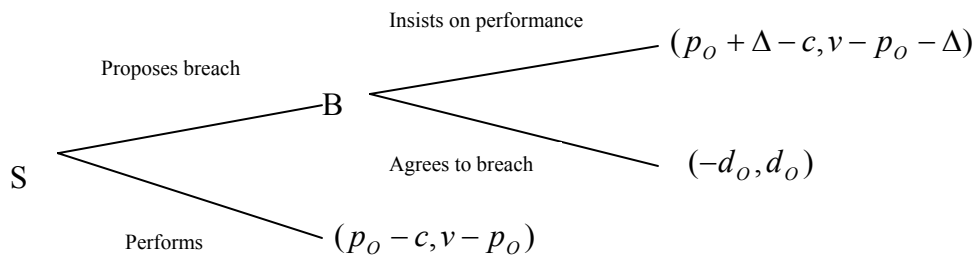 Insists on performance
(p_O + Δ − c, v − p_O − Δ)
Proposes breach
B
Agrees to breach
(−d_O, d_O)
S
Performs
(p_O − c, v − p_O)